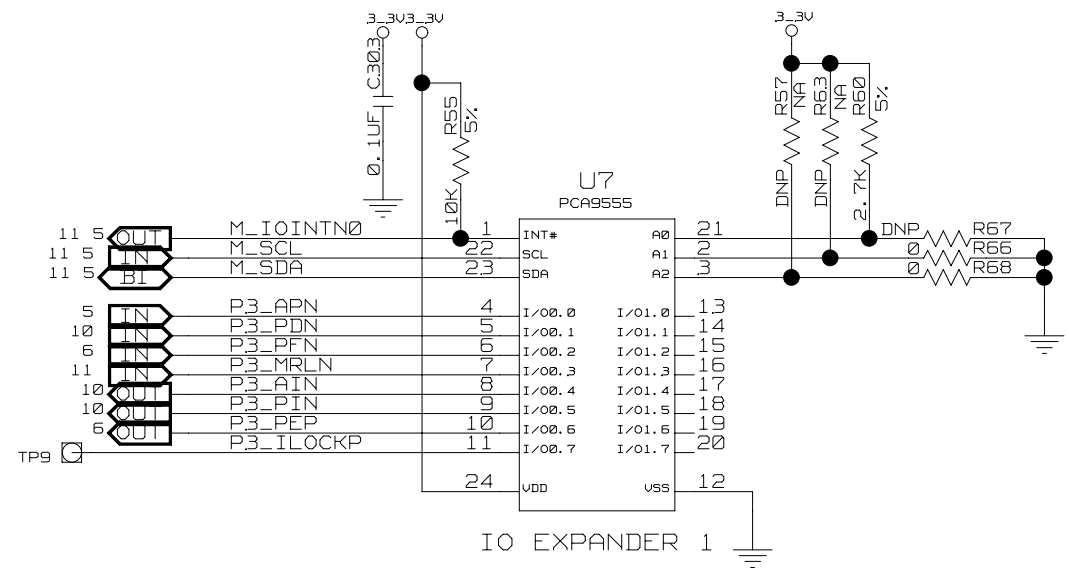 3_3V 3_3V
C303
0.1UF
R55
5%
10K
3_3V
R57
NA
DNP
R63
NA
DNP
R60
5%
2.7K
U7
PCA9555
11 5 OUT M_IOINTN0 1 INT# A0 21 DNP R67
11 5 IN M_SCL 22 SCL A1 2 0 R66
11 5 BI M_SDA 23 SDA A2 3 0 R68
5 IN P3_APN 4 I/O0.0 I/O1.0 13
10 IN P3_PDN 5 I/O0.1 I/O1.1 14
6 IN P3_PFN 6 I/O0.2 I/O1.2 15
11 IN P3_MRLN 7 I/O0.3 I/O1.3 16
10 OUT P3_AIN 8 I/O0.4 I/O1.4 17
10 OUT P3_PIN 9 I/O0.5 I/O1.5 18
6 OUT P3_PEP 10 I/O0.6 I/O1.6 19
TP9 P3_ILOCKP 11 I/O0.7 I/O1.7 20
24 VDD VSS 12
IO EXPANDER 1